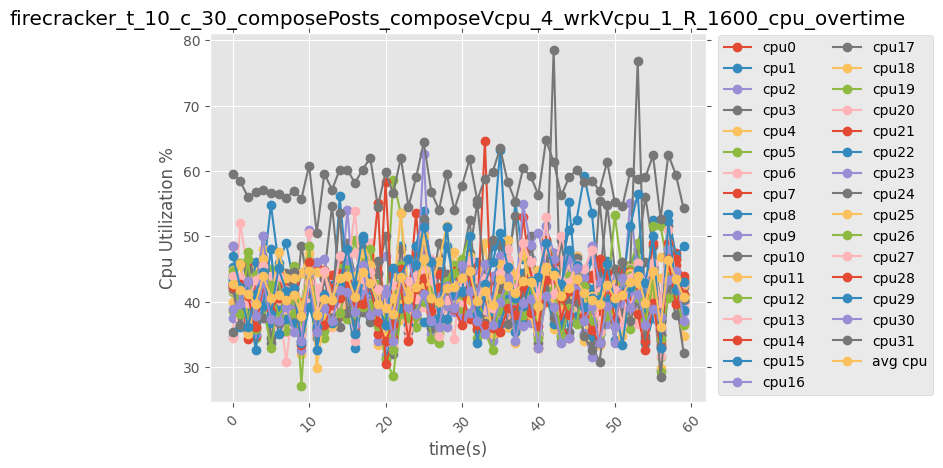 firecracker_t_10_c_30_composePosts_composeVcpu_4_wrkVcpu_1_R_1600_cpu_overtime
80
70
60
50
40
30
Cpu Utilization %
0
10
20
30
40
50
60
time(s)
cpu0
cpu1
cpu2
cpu3
cpu4
cpu5
cpu6
cpu7
cpu8
cpu9
cpu10
cpu11
cpu12
cpu13
cpu14
cpu15
cpu16
cpu17
cpu18
cpu19
cpu20
cpu21
cpu22
cpu23
cpu24
cpu25
cpu26
cpu27
cpu28
cpu29
cpu30
cpu31
avg cpu